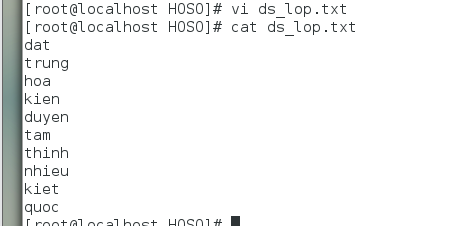 [root@localhost HOSO]# vi ds_lop.txt
[root@localhost HOSO]# cat ds_lop.txt
dat
trung
hoa
kien
duyen
tam
thinh
nhieu
kiet
quoc
[root@localhost HOSO]#